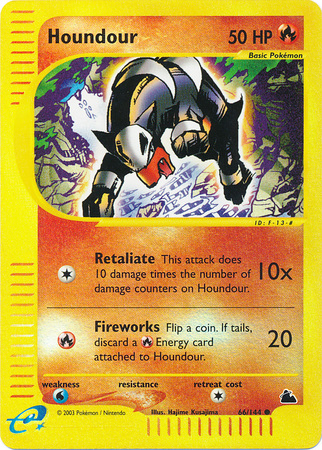 Houndour 50 HP
Basic Pokémon
ID: F-13-#
Retaliate This attack does
10 damage times the number of
damage counters on Houndour.
10x
Fireworks Flip a coin. If tails,
discard a Energy card
attached to Houndour.
20
weakness resistance retreat cost
e
© 2003 Pokémon / Nintendo Illus. Hajime Kusajima 66/144 ●